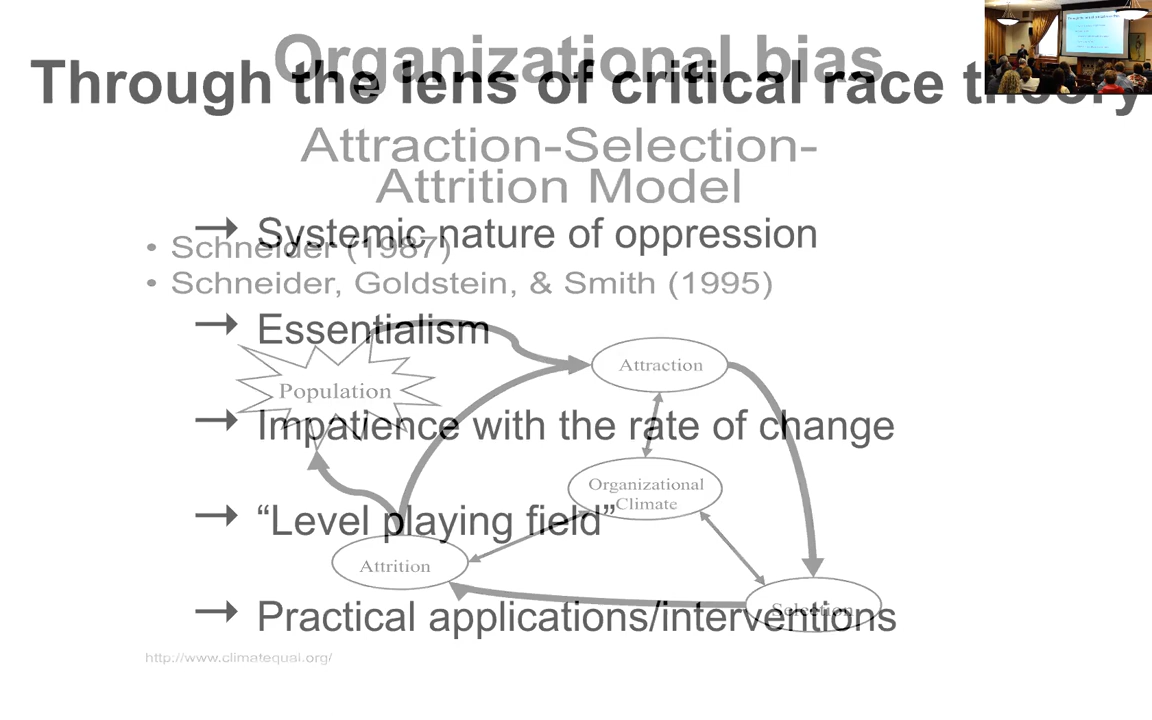 Organizational bias
Through the lens of critical race theory
Attraction-Selection-
Attrition Model
→ Systemic nature of oppression
• Schneider (1987)
• Schneider, Goldstein, & Smith (1995)
→ Essentialism
Attraction
Population
→ Impatience with the rate of change
Organizational
Climate
→ “Level playing field”
Attrition
Selection
→ Practical applications/interventions
http://www.climatequal.org/